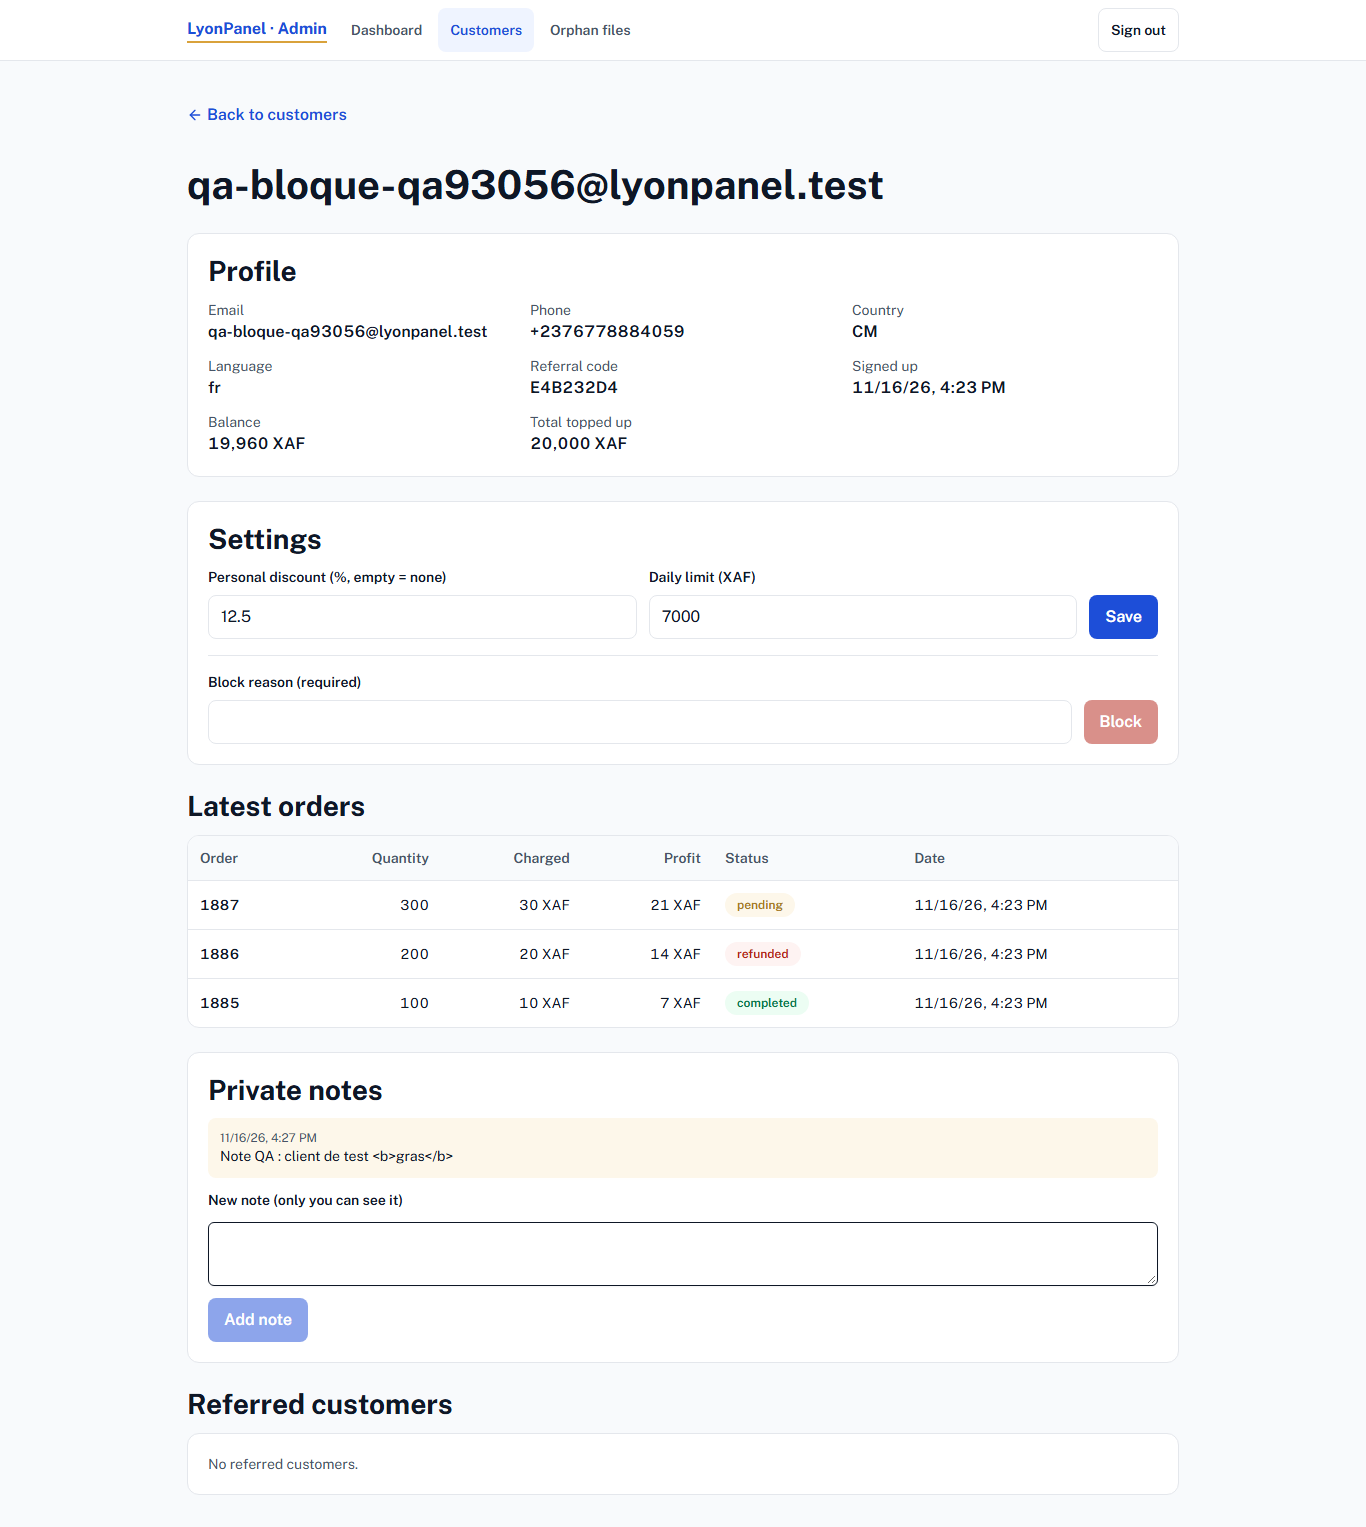 LyonPanel · Admin Dashboard Customers Orphan files Sign out
← Back to customers
qa-bloque-qa93056@lyonpanel.test
Profile
Email Phone Country
qa-bloque-qa93056@lyonpanel.test +2376778884059 CM
Language Referral code Signed up
fr E4B232D4 11/16/26, 4:23 PM
Balance Total topped up
19,960 XAF 20,000 XAF
Settings
Personal discount (%, empty = none) Daily limit (XAF)
12.5 7000 Save
Block reason (required)
Block
Latest orders
Order Quantity Charged Profit Status Date
1887 300 30 XAF 21 XAF pending 11/16/26, 4:23 PM
1886 200 20 XAF 14 XAF refunded 11/16/26, 4:23 PM
1885 100 10 XAF 7 XAF completed 11/16/26, 4:23 PM
Private notes
11/16/26, 4:27 PM
Note QA : client de test <b>gras</b>
New note (only you can see it)
Add note
Referred customers
No referred customers.